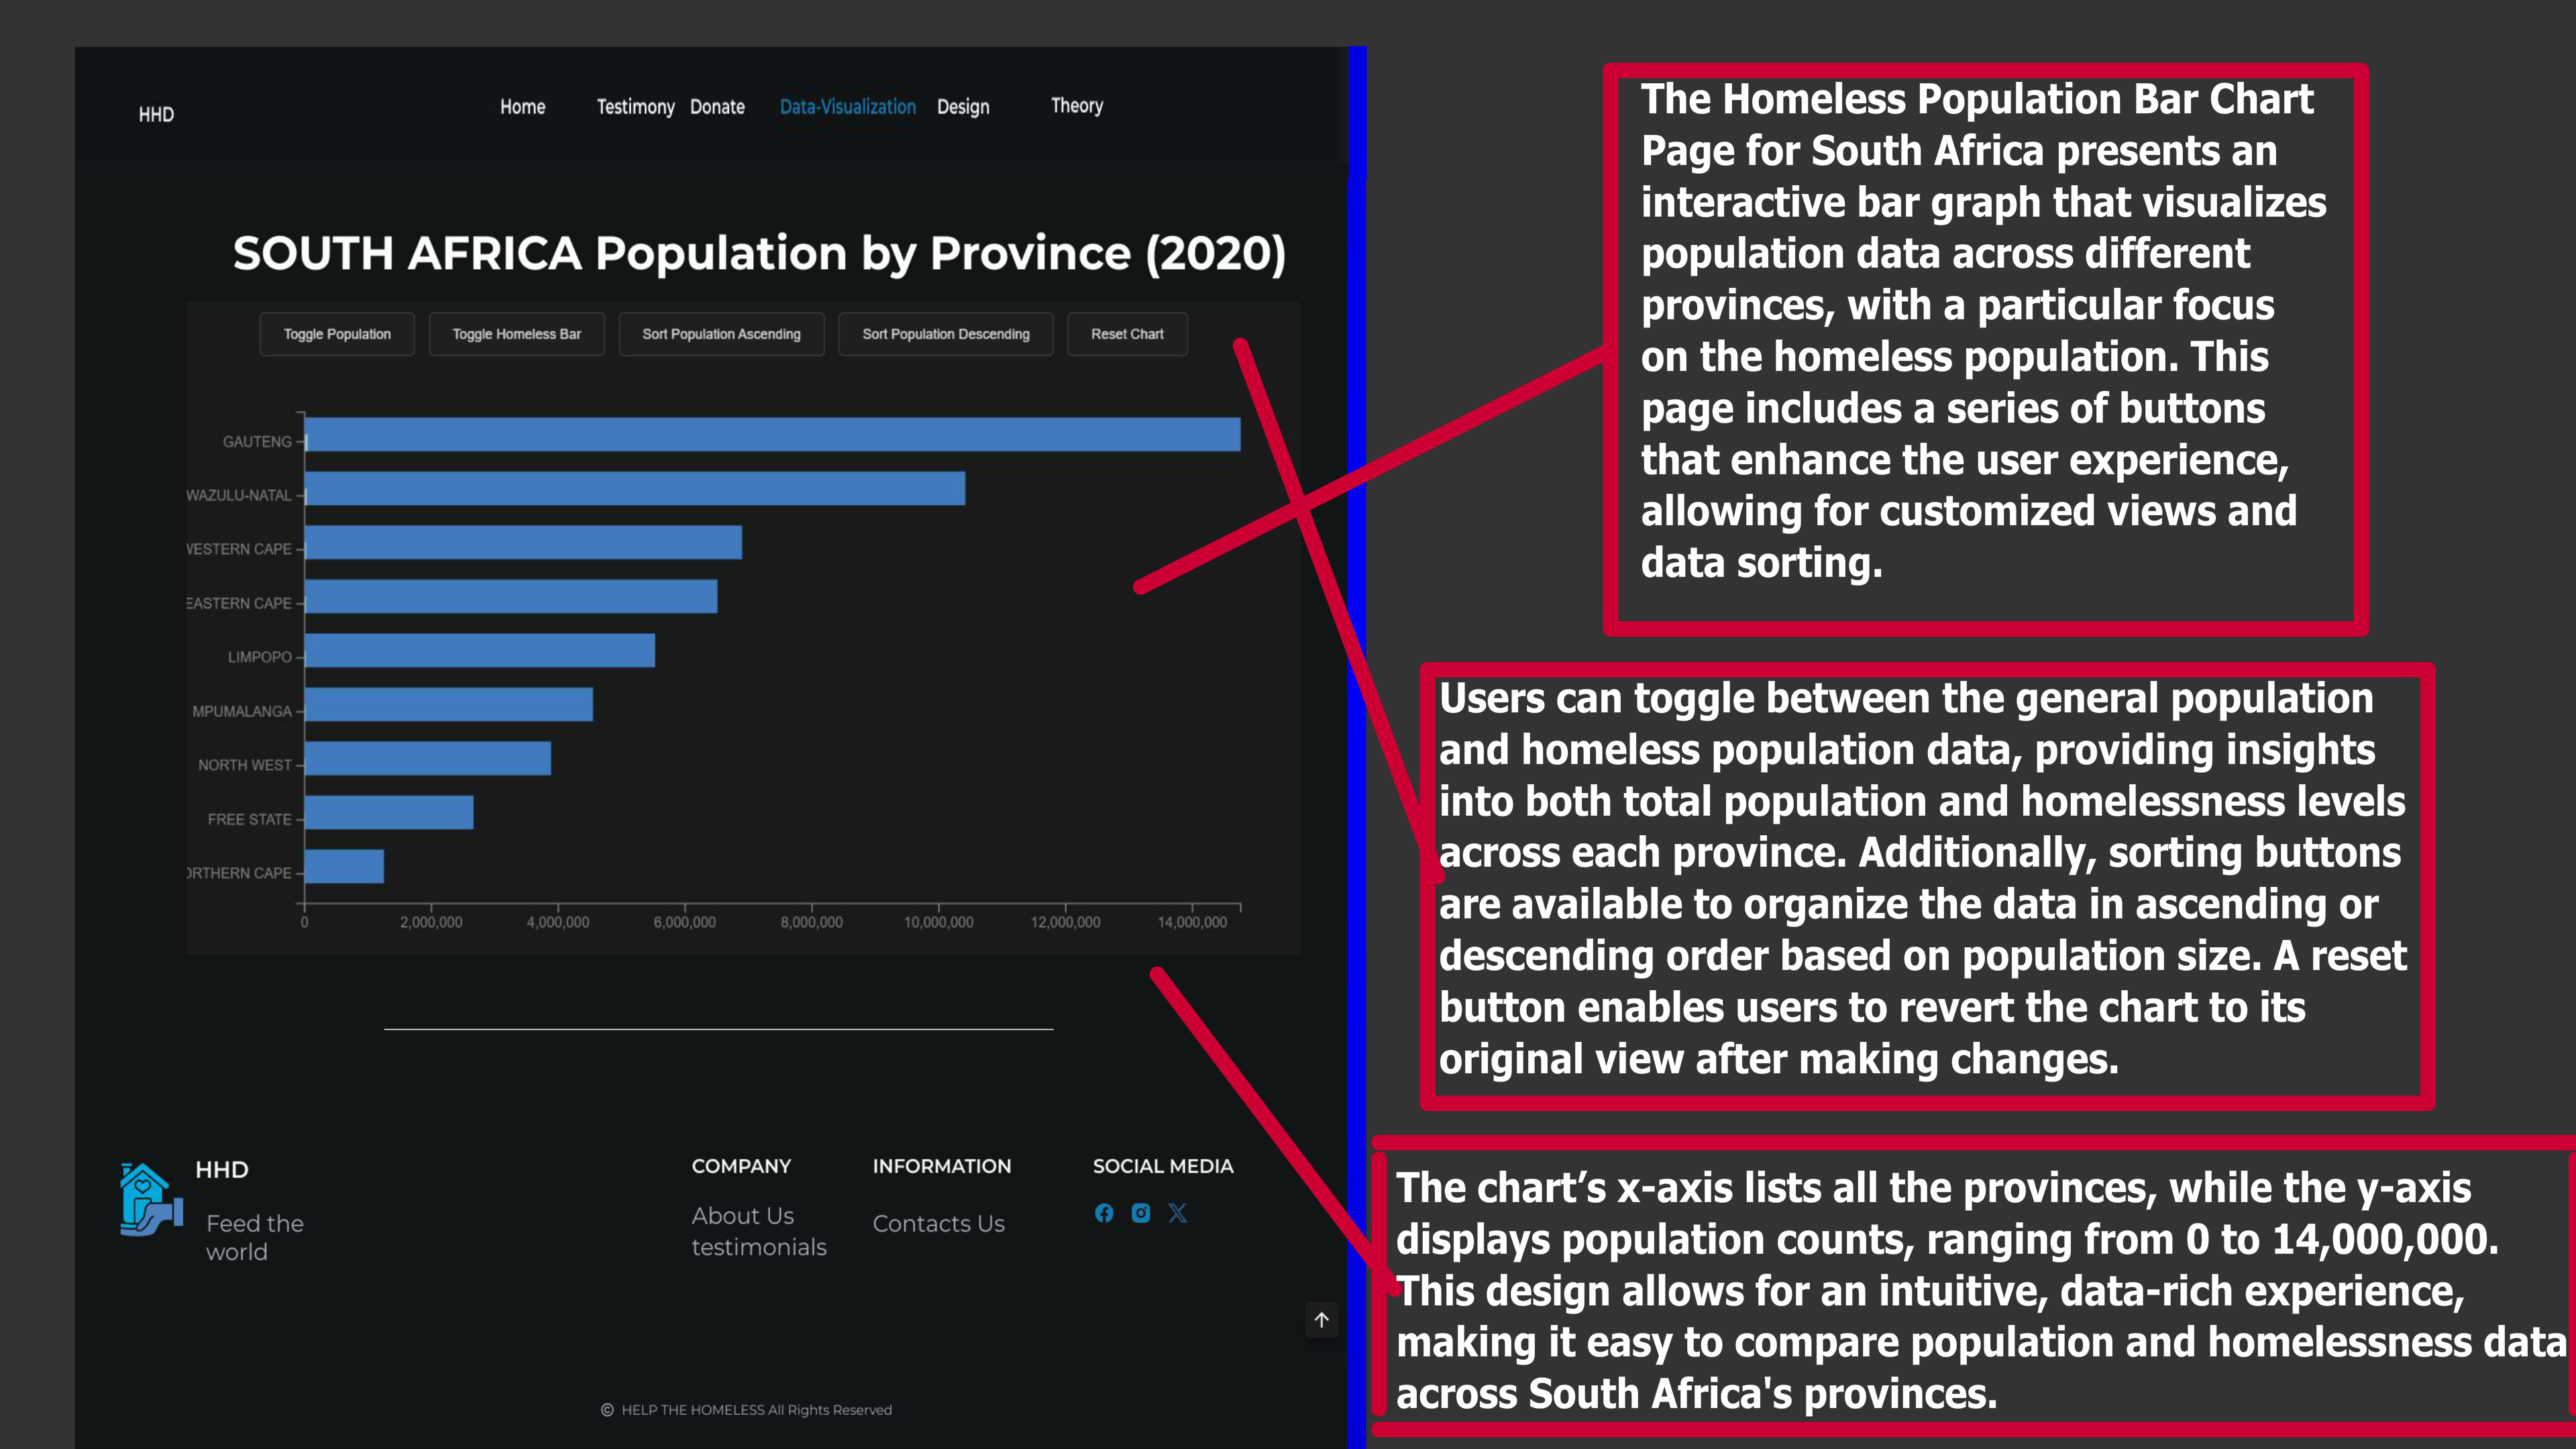 HHD
Home Testimony Donate Data-Visualization Design Theory
SOUTH AFRICA Population by Province (2020)
Toggle Population Toggle Homeless Bar Sort Population Ascending Sort Population Descending Reset Chart
GAUTENG
WAZULU-NATAL
WESTERN CAPE
EASTERN CAPE
LIMPOPO
MPUMALANGA
NORTH WEST
FREE STATE
ORTHERN CAPE
0 2,000,000 4,000,000 6,000,000 8,000,000 10,000,000 12,000,000 14,000,000
HHD
Feed the
world
COMPANY
About Us
testimonials
INFORMATION
Contacts Us
SOCIAL MEDIA
© HELP THE HOMELESS All Rights Reserved
The Homeless Population Bar Chart
Page for South Africa presents an
interactive bar graph that visualizes
population data across different
provinces, with a particular focus
on the homeless population. This
page includes a series of buttons
that enhance the user experience,
allowing for customized views and
data sorting.
Users can toggle between the general population
and homeless population data, providing insights
into both total population and homelessness levels
across each province. Additionally, sorting buttons
are available to organize the data in ascending or
descending order based on population size. A reset
button enables users to revert the chart to its
original view after making changes.
The chart’s x-axis lists all the provinces, while the y-axis
displays population counts, ranging from 0 to 14,000,000.
This design allows for an intuitive, data-rich experience,
making it easy to compare population and homelessness data
across South Africa's provinces.